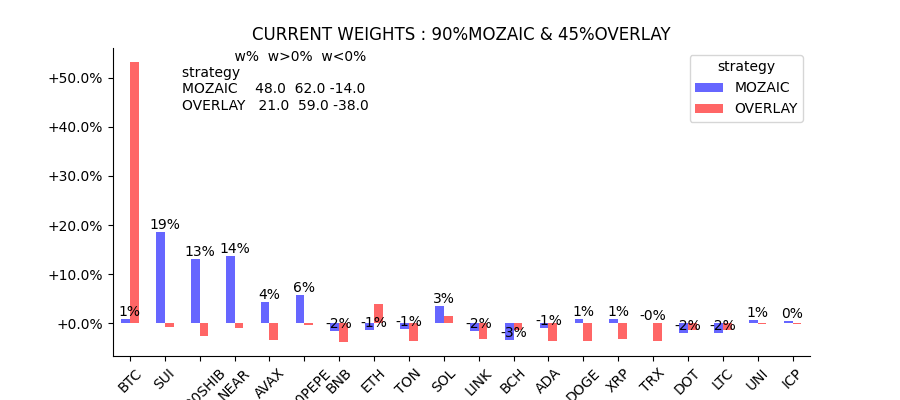 CURRENT WEIGHTS : 90%MOZAIC & 45%OVERLAY
w% w>0% w<0%
strategy
MOZAIC 48.0 62.0 -14.0
OVERLAY 21.0 59.0 -38.0
strategy
MOZAIC
OVERLAY
+50.0%
+40.0%
+30.0%
+20.0%
+10.0%
+0.0%
1%
19%
13%
14%
4%
6%
-2%
-1%
-1%
3%
-2%
-3%
-1%
1%
1%
-0%
-2%
-2%
1%
0%
BTC
SUI
00SHIB
NEAR
AVAX
0PEPE
BNB
ETH
TON
SOL
LINK
BCH
ADA
DOGE
XRP
TRX
DOT
LTC
UNI
ICP